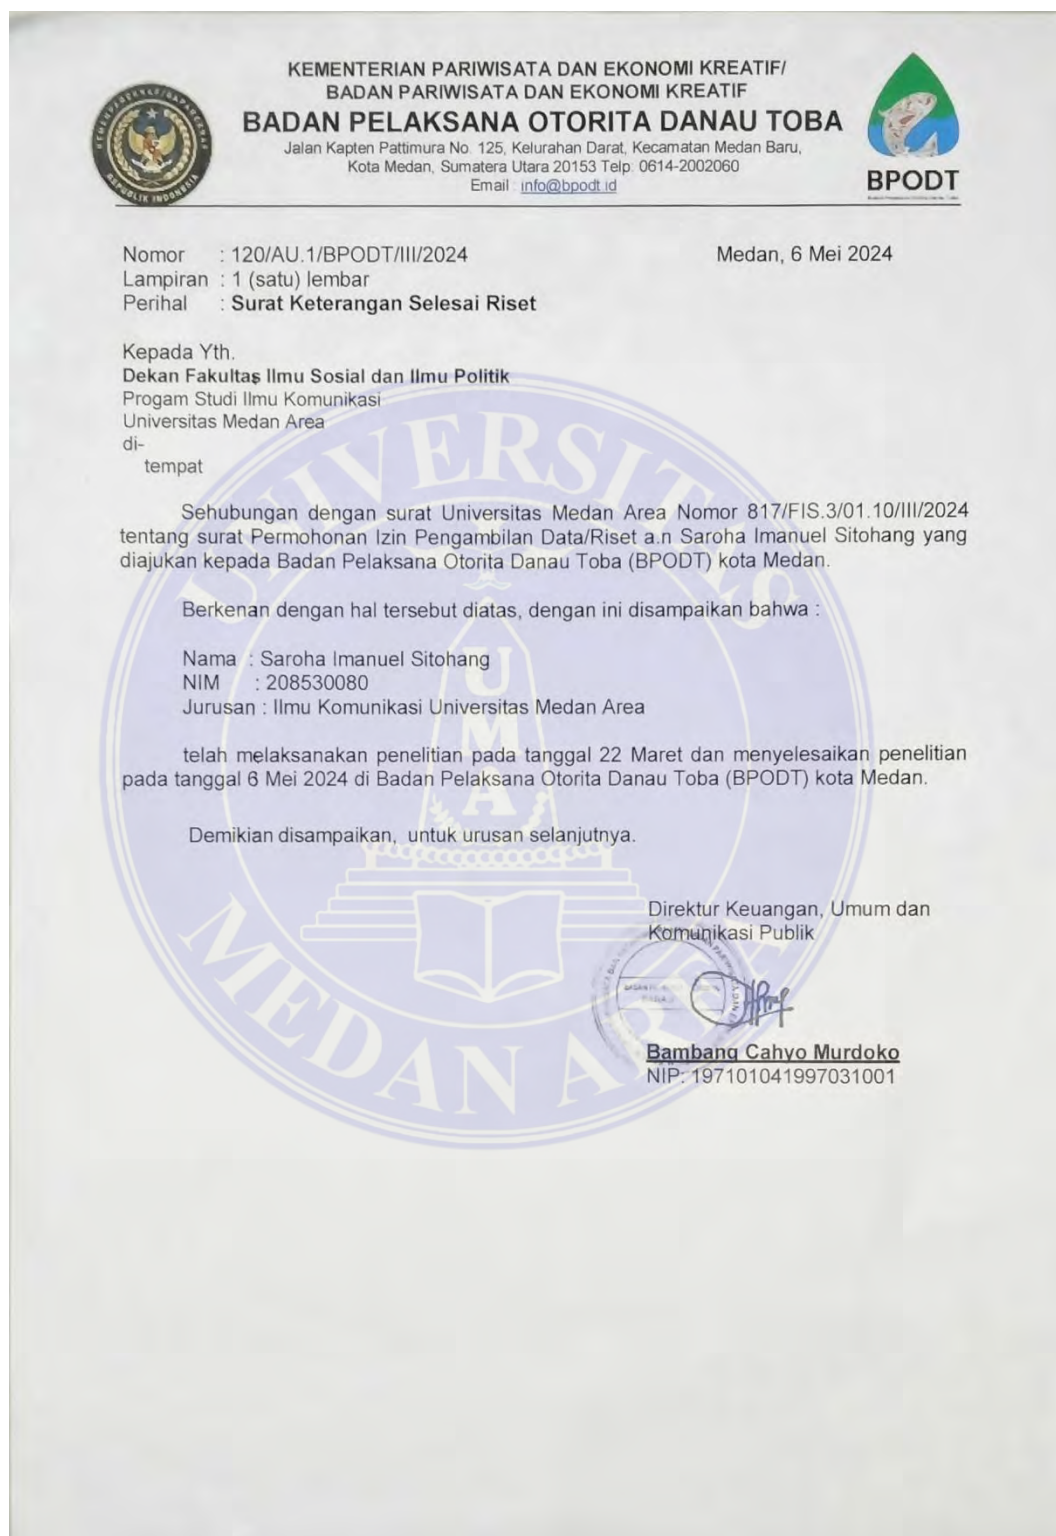 KEMENTERIAN PARIWISATA DAN EKONOMI KREATIF/
BADAN PARIWISATA DAN EKONOMI KREATIF
BADAN PELAKSANA OTORITA DANAU TOBA
Jalan Kapten Pattimura No. 125, Kelurahan Darat, Kecamatan Medan Baru,
Kota Medan, Sumatera Utara 20153 Telp. 0614-2002060
Email : info@bpodt.id
REPUBLIK INDONESIA
BPODT
Nomor : 120/AU.1/BPODT/III/2024
Medan, 6 Mei 2024
Lampiran : 1 (satu) lembar
Perihal : Surat Keterangan Selesai Riset
Kepada Yth.
Dekan Fakultas Ilmu Sosial dan Ilmu Politik
Progam Studi Ilmu Komunikasi
Universitas Medan Area
di-
tempat
Sehubungan dengan surat Universitas Medan Area Nomor 817/FIS.3/01.10/III/2024
tentang surat Permohonan Izin Pengambilan Data/Riset a.n Saroha Imanuel Sitohang yang
diajukan kepada Badan Pelaksana Otorita Danau Toba (BPODT) kota Medan.
Berkenan dengan hal tersebut diatas, dengan ini disampaikan bahwa :
Nama : Saroha Imanuel Sitohang
NIM : 208530080
Jurusan : Ilmu Komunikasi Universitas Medan Area
telah melaksanakan penelitian pada tanggal 22 Maret dan menyelesaikan penelitian
pada tanggal 6 Mei 2024 di Badan Pelaksana Otorita Danau Toba (BPODT) kota Medan.
Demikian disampaikan, untuk urusan selanjutnya.
Direktur Keuangan, Umum dan
Komunikasi Publik
Bambang Cahyo Murdoko
NIP: 197101041997031001
UNIVERSITAS
MEDAN AREA
UMA